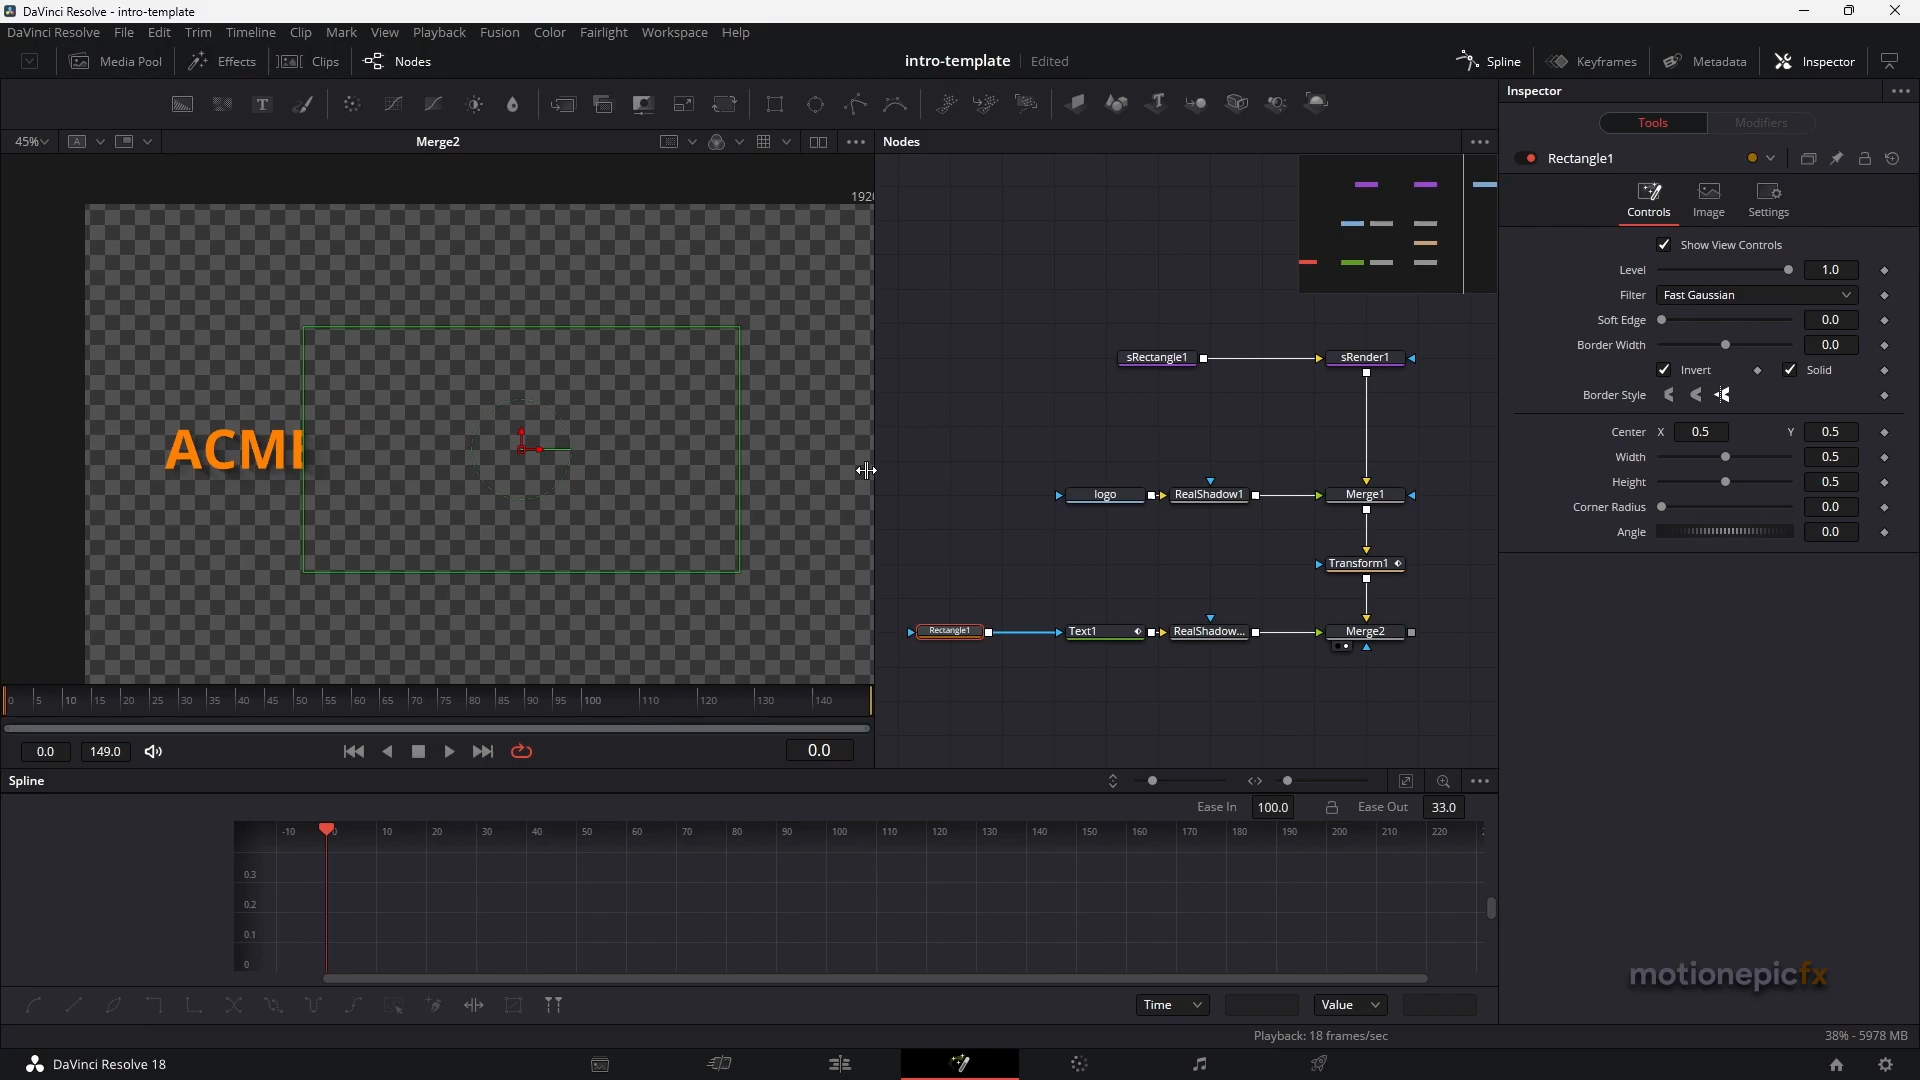 DaVinci Resolve - intro-template
DaVinci Resolve File Edit Trim Timeline Clip Mark View Playback Fusion Color Fairlight Workspace Help
Media Pool Effects Clips Nodes intro-template Edited Spline Keyframes Metadata Inspector
Inspector
45% A Merge2 Nodes Tools Modifiers
Rectangle1
1920
Controls Image Settings
Show View Controls
Level 1.0
Filter Fast Gaussian
Soft Edge 0.0
Border Width 0.0
Invert Solid
Border Style
Center X 0.5 Y 0.5
Width 0.5
Height 0.5
Corner Radius 0.0
Angle 0.0
sRectangle1 sRender1
ACME
logo RealShadow1 Merge1
Transform1
Rectangle1 Text1 RealShadow... Merge2
0 5 10 15 20 25 30 35 40 45 50 55 60 65 70 75 80 85 90 95 100 110 120 130 140
0.0 149.0 0.0
Spline
Ease In 100.0 Ease Out 33.0
-10 0 10 20 30 40 50 60 70 80 90 100 110 120 130 140 150 160 170 180 190 200 210 220
0.3
0.2
0.1
0
motionepicfx
Time Value
Playback: 18 frames/sec 38% - 5978 MB
DaVinci Resolve 18